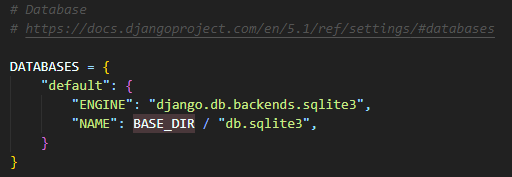 # Database
# https://docs.djangoproject.com/en/5.1/ref/settings/#databases
DATABASES = {
    "default": {
        "ENGINE": "django.db.backends.sqlite3",
        "NAME": BASE_DIR / "db.sqlite3",
    }
}